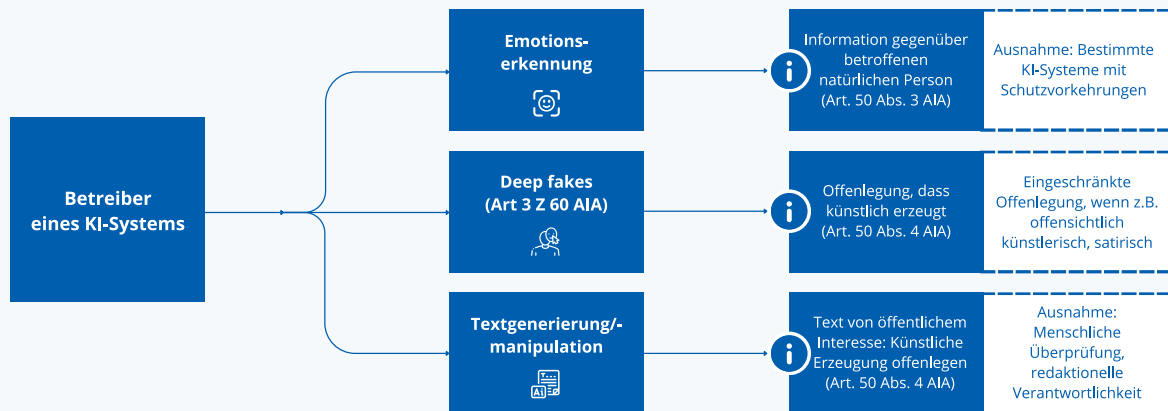 Betreiber
eines KI-Systems
Emotions-
erkennung
Information gegenüber
betroffenen
natürlichen Person
(Art. 50 Abs. 3 AIA)
Ausnahme: Bestimmte
KI-Systeme mit
Schutzvorkehrungen
Deep fakes
(Art 3 Z 60 AIA)
Offenlegung, dass
künstlich erzeugt
(Art. 50 Abs. 4 AIA)
Eingeschränkte
Offenlegung, wenn z.B.
offensichtlich
künstlerisch, satirisch
Textgenerierung/-
manipulation
T...
Ai
Text von öffentlichem
Interesse: Künstliche
Erzeugung offenlegen
(Art. 50 Abs. 4 AIA)
Ausnahme:
Menschliche
Überprüfung,
redaktionelle
Verantwortlichkeit